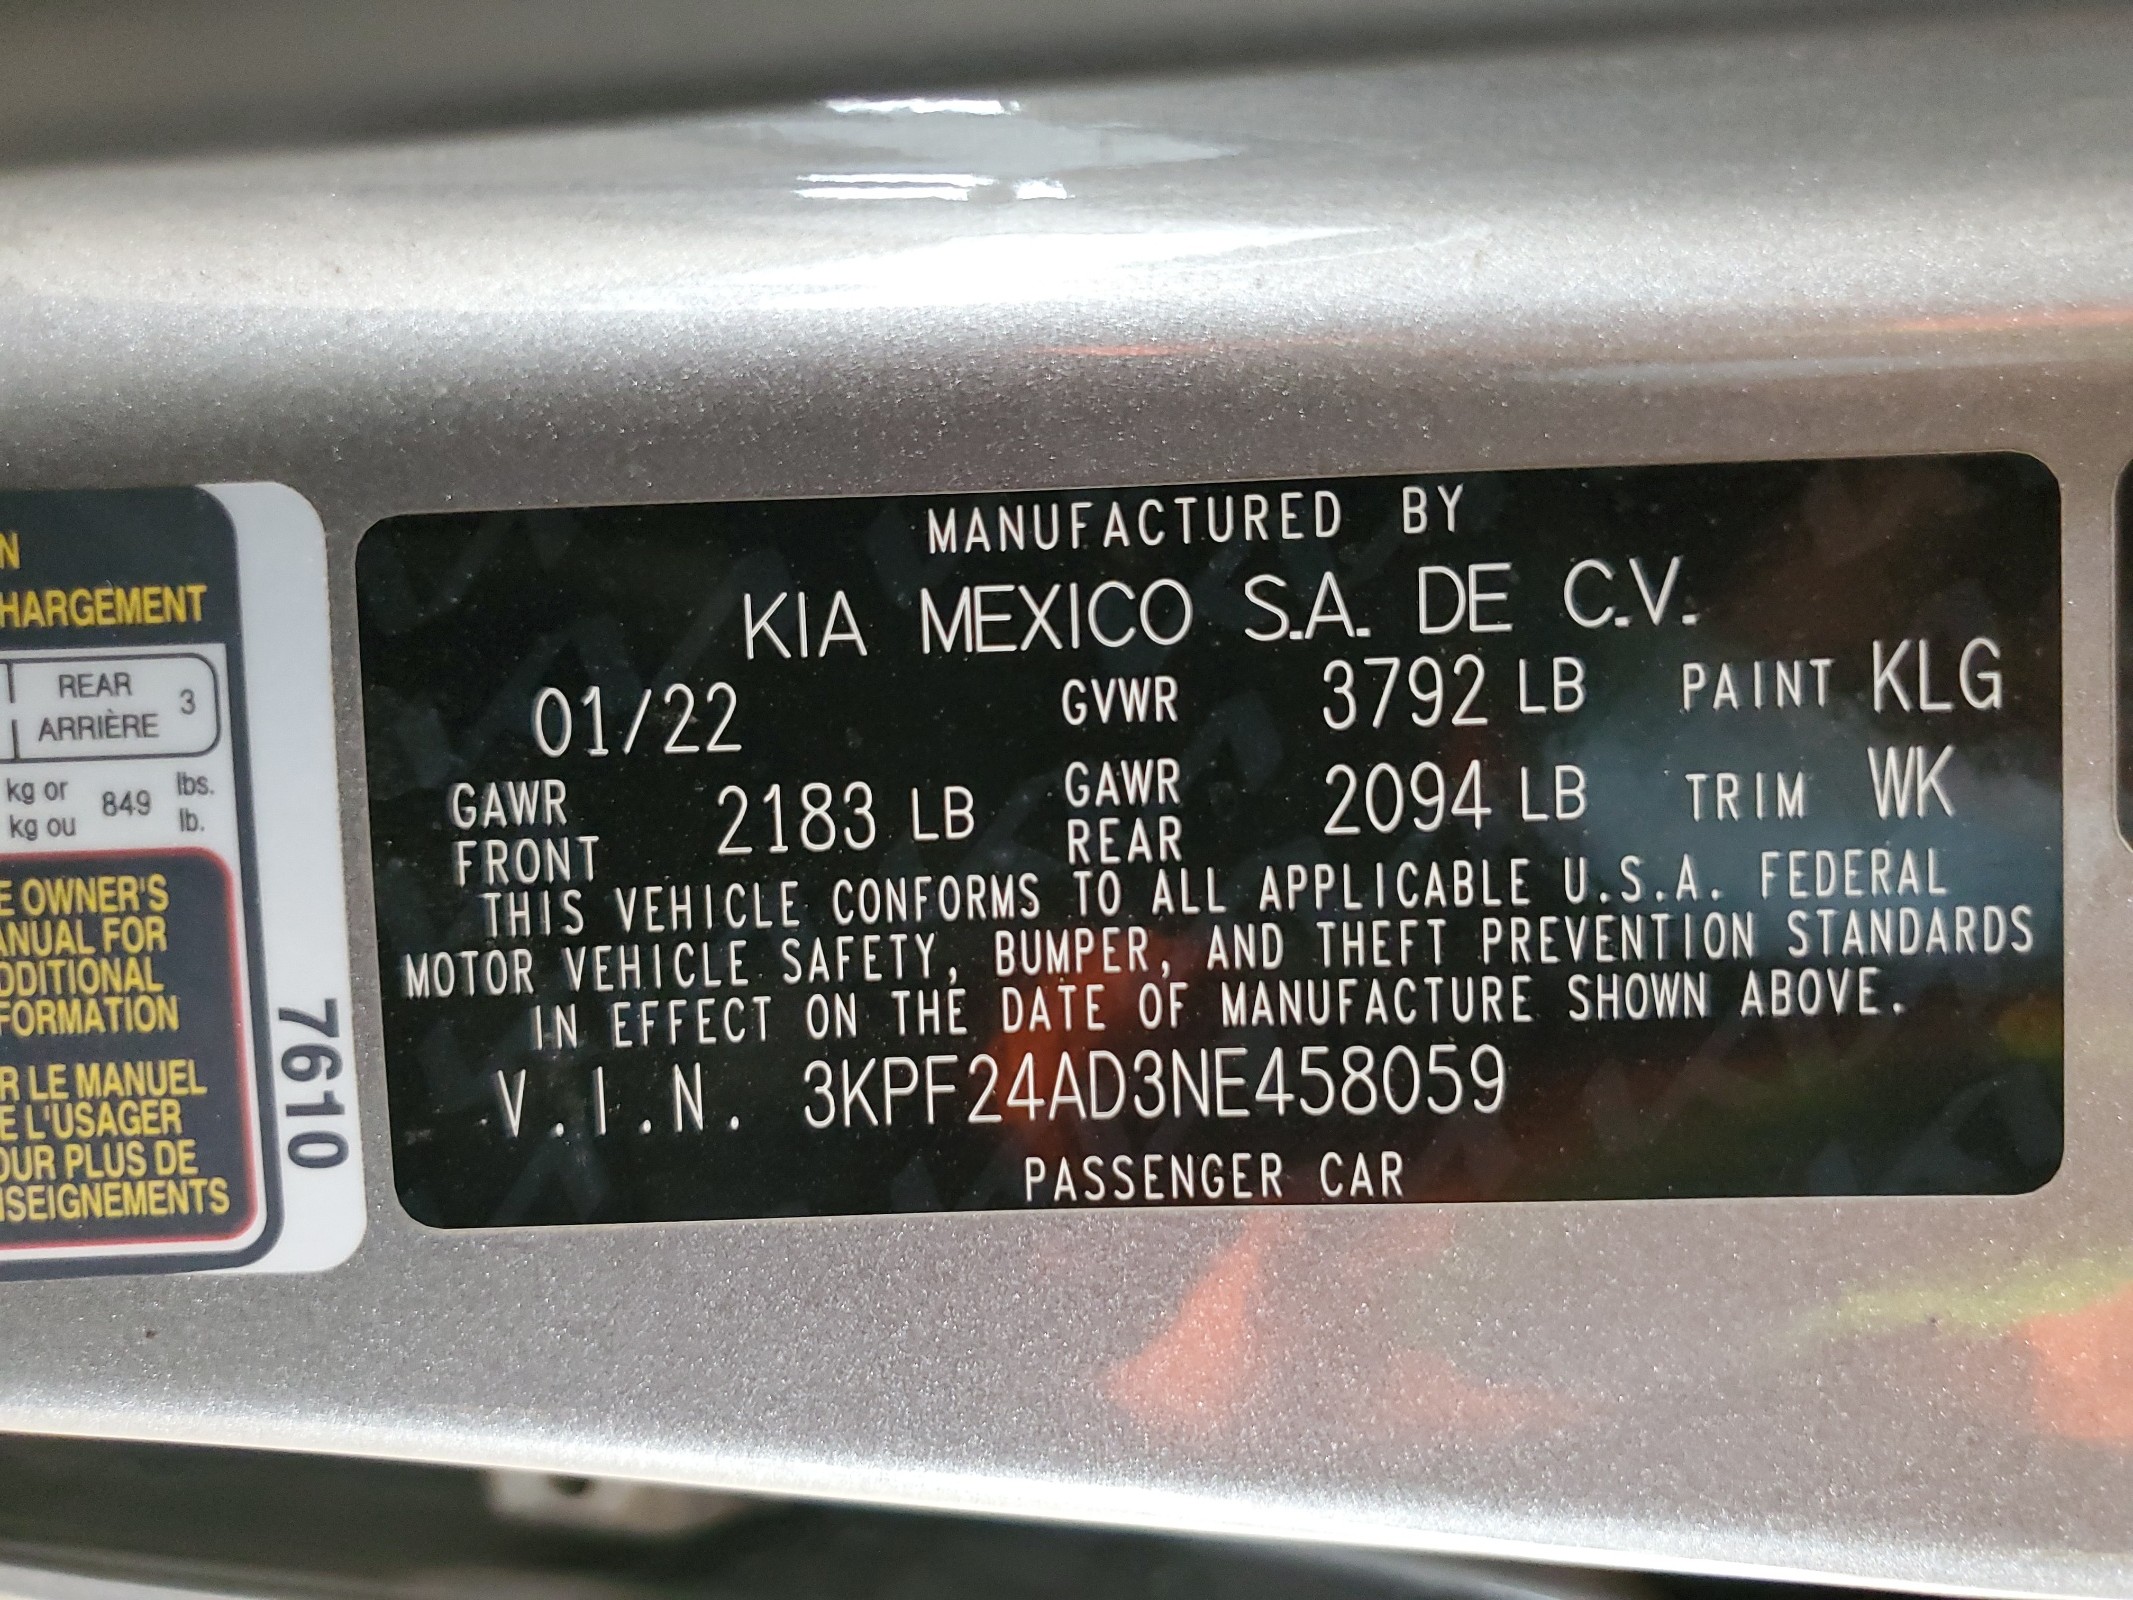 N
HARGEMENT
REAR
ARRIÈRE
3
kg or
kg ou
849
lbs.
lb.
E OWNER'S
ANUAL FOR
DDITIONAL
FORMATION
R LE MANUEL
E L'USAGER
OUR PLUS DE
NSEIGNEMENTS
7610
MANUFACTURED BY
KIA MEXICO S.A. DE C.V.
01/22 GVWR 3792 LB PAINT KLG
GAWR FRONT 2183 LB GAWR REAR 2094 LB TRIM WK
THIS VEHICLE CONFORMS TO ALL APPLICABLE U.S.A. FEDERAL
MOTOR VEHICLE SAFETY, BUMPER, AND THEFT PREVENTION STANDARDS
IN EFFECT ON THE DATE OF MANUFACTURE SHOWN ABOVE.
V.I.N. 3KPF24AD3NE458059
PASSENGER CAR